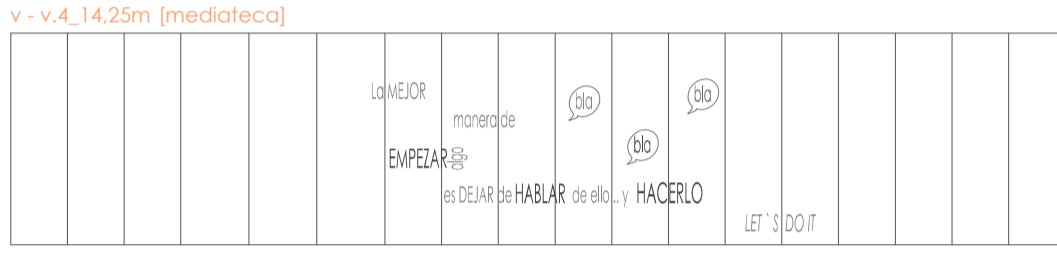 v - v.4_14,25m [mediateca]
La MEJOR
bla
bla
manera de
bla
EMPEZAR algo
es DEJAR de HABLAR de ello... y HACERLO
LET`S DO IT